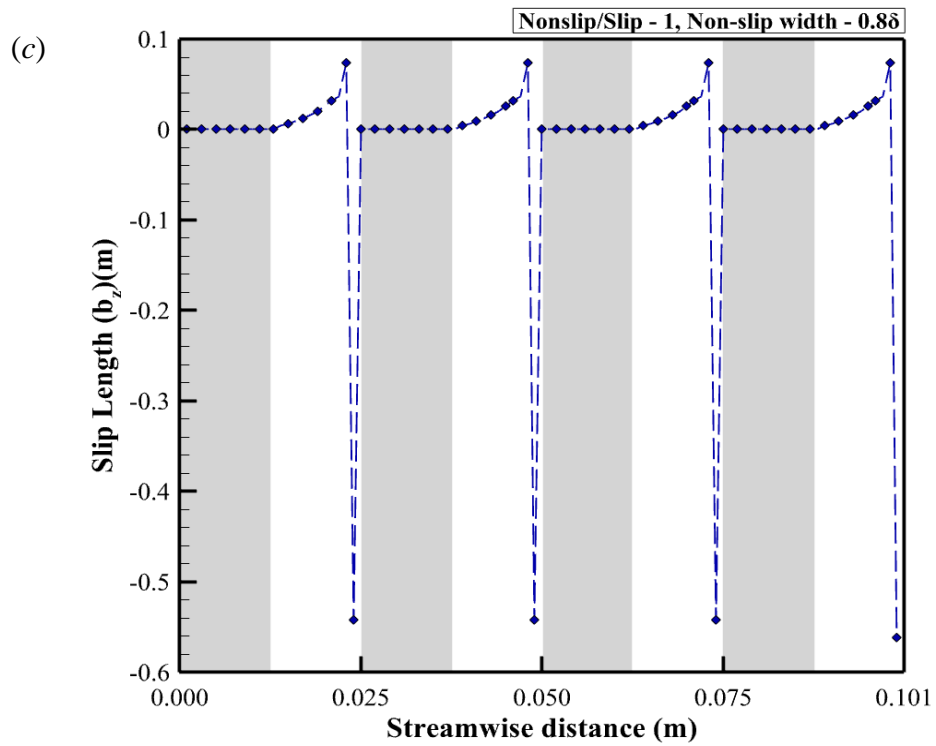 Nonslip/Slip - 1, Non-slip width - 0.8δ
(c)
0.1
0
-0.1
-0.2
-0.3
-0.4
-0.5
-0.6
Slip Length (b_z)(m)
0.000 0.025 0.050 0.075 0.101
Streamwise distance (m)